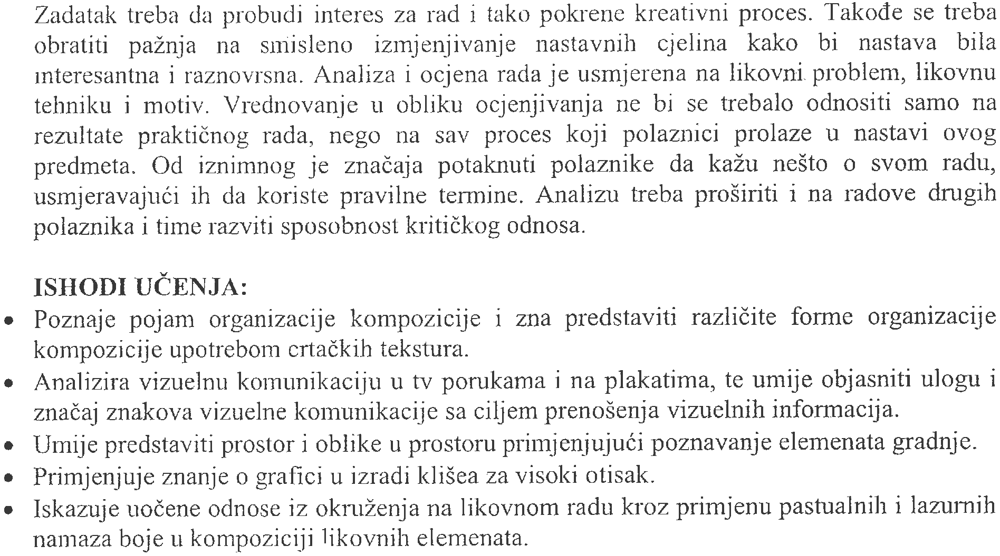 Zadatak treba da probudi interes za rad i tako pokrene kreativni proces. Takođe se treba
obratiti pažnja na smisleno izmjenjivanje nastavnih cjelina kako bi nastava bila
interesantna i raznovrsna. Analiza i ocjena rada je usmjerena na likovni problem, likovnu
tehniku i motiv. Vrednovanje u obliku ocjenjivanja ne bi se trebalo odnositi samo na
rezultate praktičnog rada, nego na sav proces koji polaznici prolaze u nastavi ovog
predmeta. Od iznimnog je značaja potaknuti polaznike da kažu nešto o svom radu,
usmjeravajući ih da koriste pravilne termine. Analizu treba proširiti i na radove drugih
polaznika i time razviti sposobnost kritičkog odnosa.
ISHODI UČENJA:
• Poznaje pojam organizacije kompozicije i zna predstaviti različite forme organizacije
kompozicije upotrebom crtačkih tekstura.
• Analizira vizuelnu komunikaciju u tv porukama i na plakatima, te umije objasniti ulogu i
značaj znakova vizuelne komunikacije sa ciljem prenošenja vizuelnih informacija.
• Umije predstaviti prostor i oblike u prostoru primjenjujući poznavanje elemenata gradnje.
• Primjenjuje znanje o grafici u izradi klišea za visoki otisak.
• Iskazuje uočene odnose iz okruženja na likovnom radu kroz primjenu pastualnih i lazurnih
namaza boje u kompoziciji likovnih elemenata.